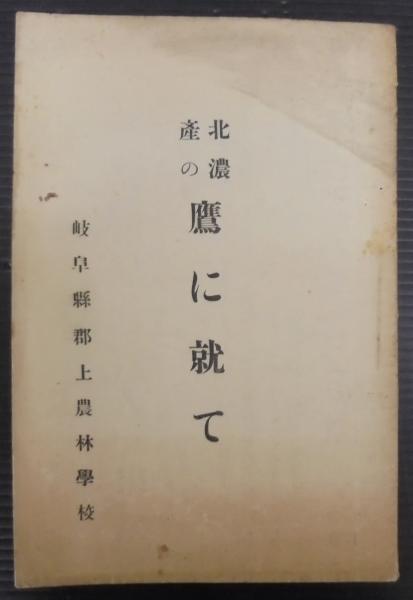 北濃
産の
鷹に就て
岐阜縣郡上農林學校